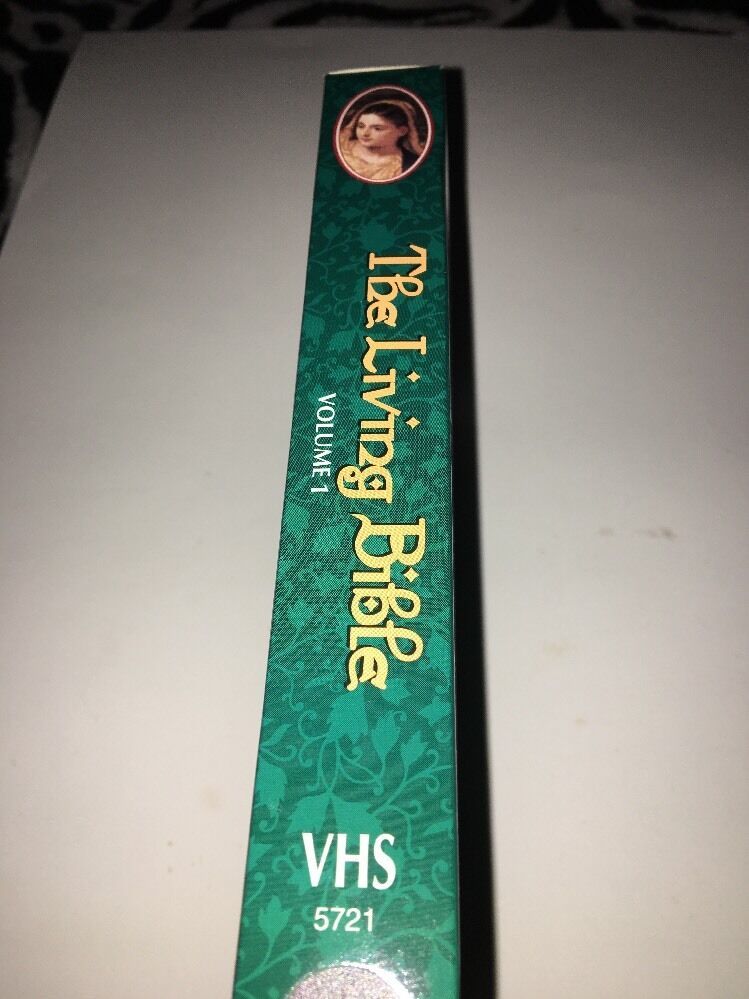 The Living Bible
VOLUME 1
VHS
5721